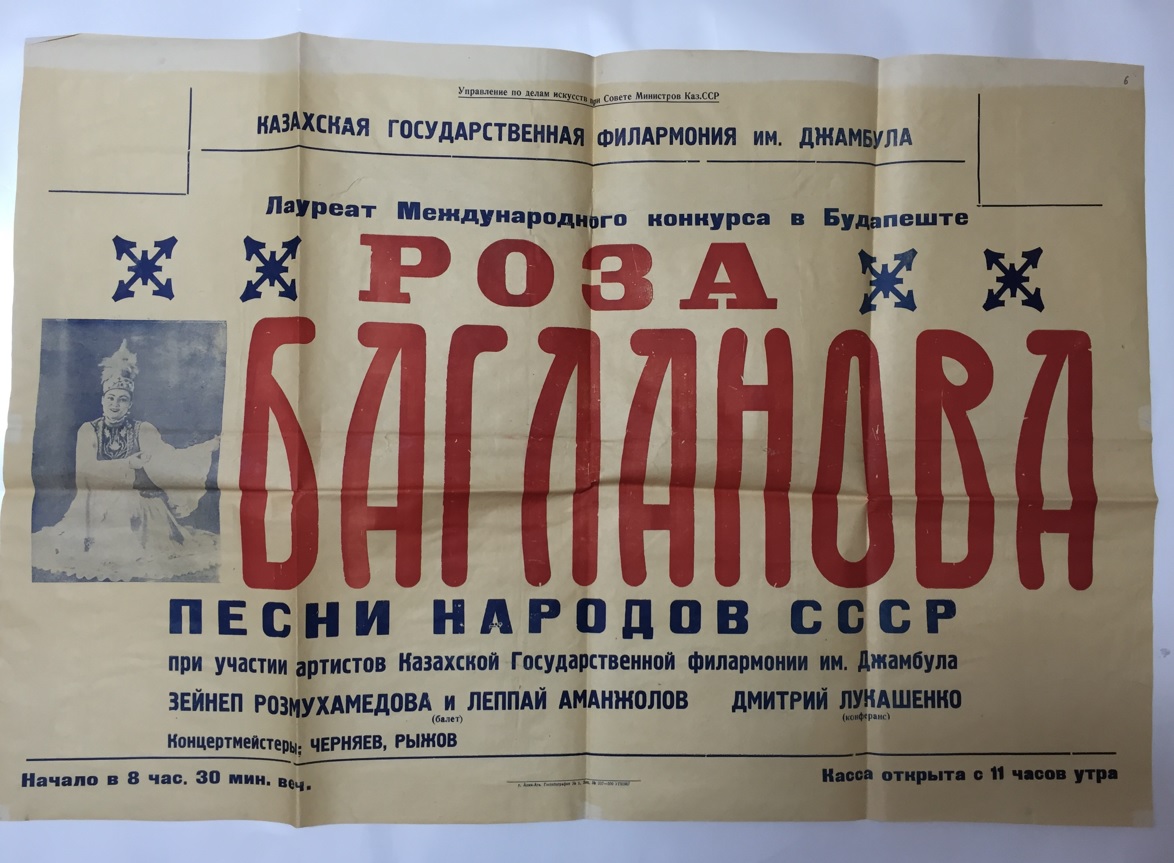 6
Управление по делам искусств при Совете Министров Каз.ССР
КАЗАХСКАЯ ГОСУДАРСТВЕННАЯ ФИЛАРМОНИЯ ИМ. ДЖАМБУЛА
Лауреат Международного конкурса в Будапеште
РОЗА
БАГЛАНОВА
ПЕСНИ НАРОДОВ СССР
при участии артистов Казахской Государственной филармонии им. Джамбула
ЗЕЙНЕП РОЗМУХАМЕДОВА и ЛЕППАЙ АМАНЖОЛОВ ДМИТРИЙ ЛУКАШЕНКО
(балет) (конферанс)
Концертмейстеры: ЧЕРНЯЕВ, РЫЖОВ
Начало в 8 час. 30 мин. веч. Касса открыта с 11 часов утра